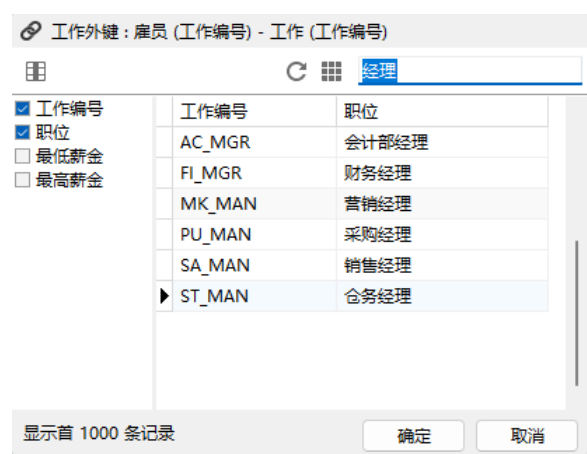 工作外键 : 雇员 (工作编号) - 工作 (工作编号)
经理
工作编号
职位
最低薪金
最高薪金
工作编号 职位
AC_MGR 会计部经理
FI_MGR 财务经理
MK_MAN 营销经理
PU_MAN 采购经理
SA_MAN 销售经理
ST_MAN 仓务经理
显示首 1000 条记录 确定 取消